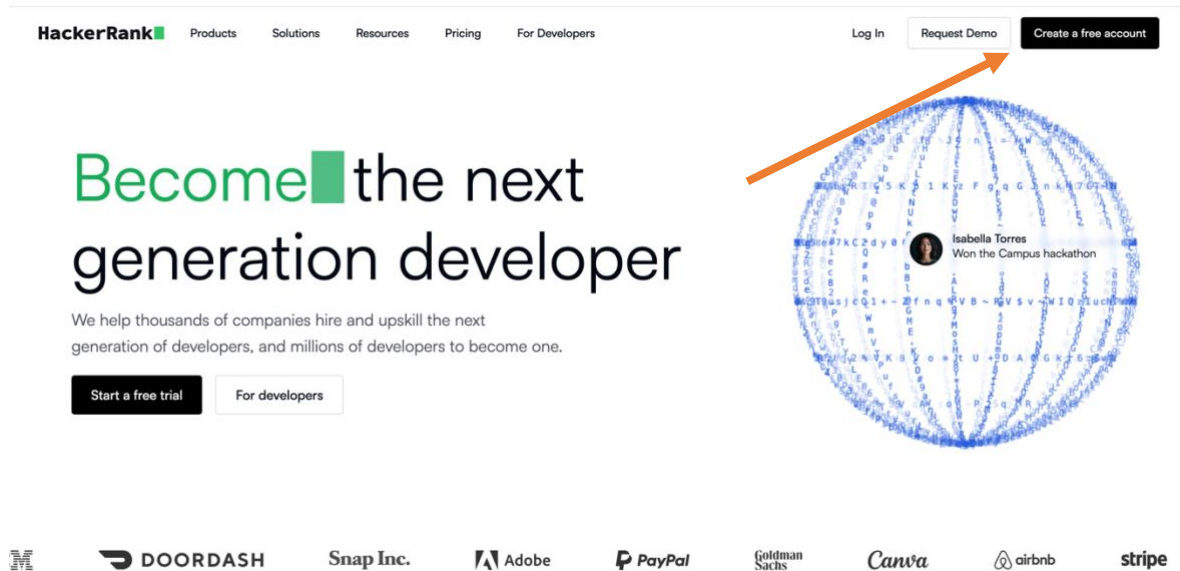 HackerRank
Products
Solutions
Resources
Pricing
For Developers
Log In
Request Demo
Create a free account
Become the next
generation developer
We help thousands of companies hire and upskill the next
generation of developers, and millions of developers to become one.
Start a free trial
For developers
Isabella Torres
Won the Campus hackathon
DOORDASH
Snap Inc.
Adobe
PayPal
Goldman
Sachs
Canva
airbnb
stripe